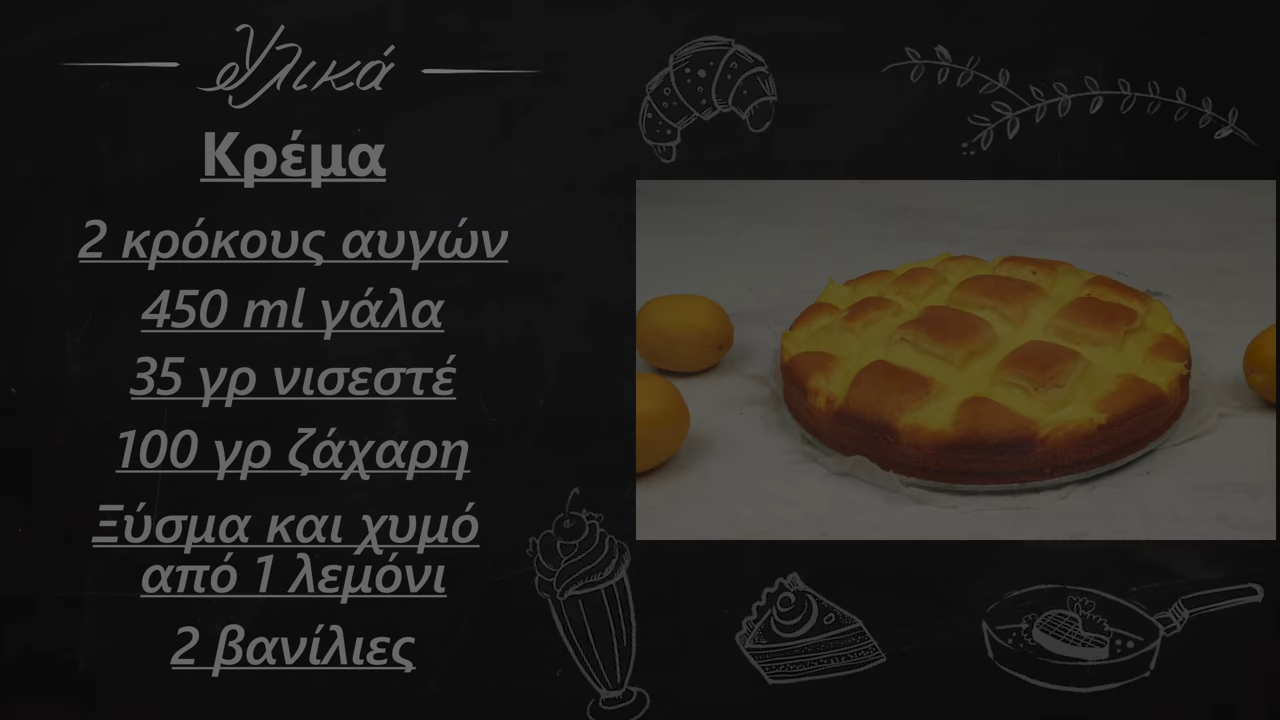 Υλικά
Κρέμα
2 κρόκους αυγών
450 ml γάλα
35 γρ νισεστέ
100 γρ ζάχαρη
Ξύσμα και χυμό
από 1 λεμόνι
2 βανίλιες